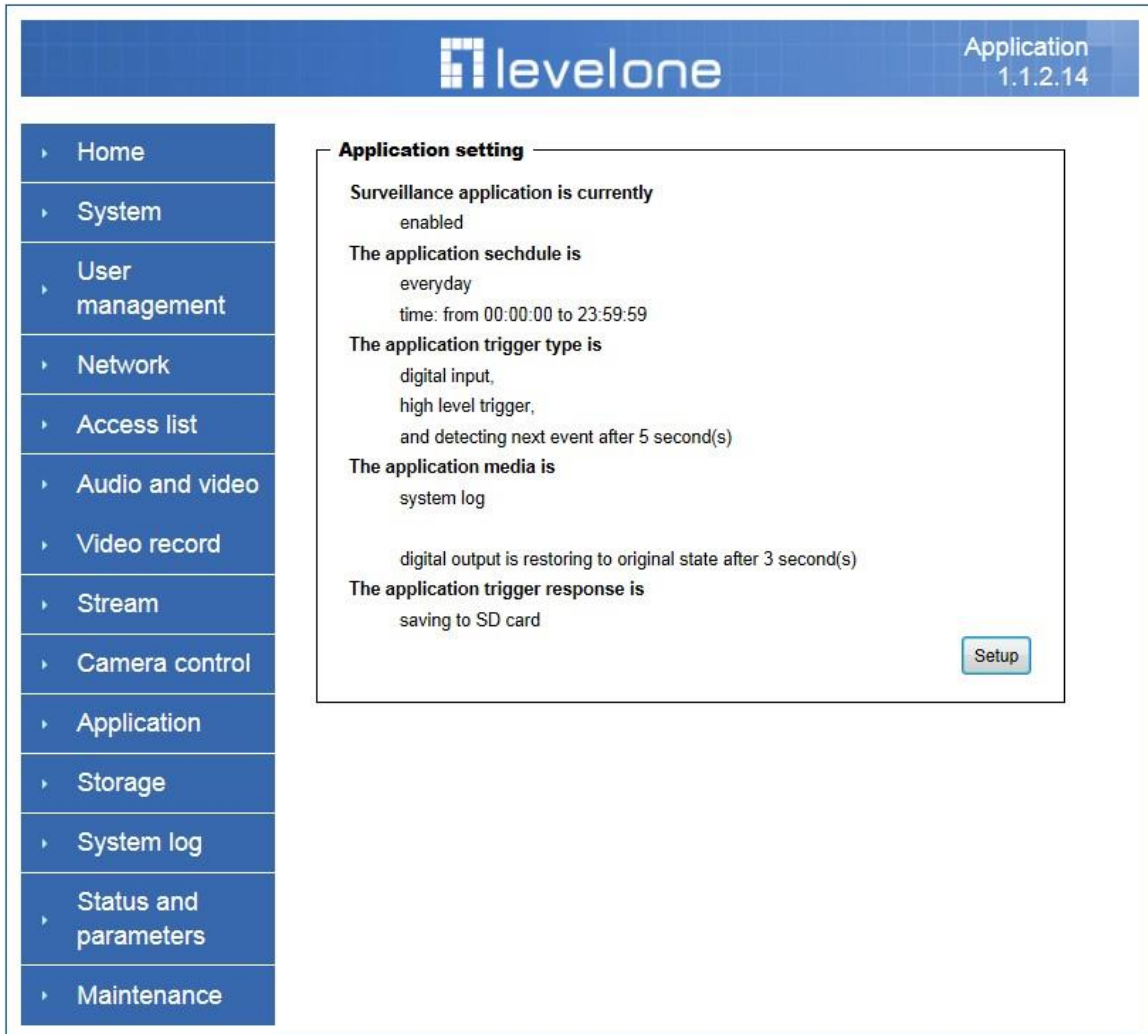 levelone
Application
1.1.2.14
Home
System
User
management
Network
Access list
Audio and video
Video record
Stream
Camera control
Application
Storage
System log
Status and
parameters
Maintenance
Application setting
Surveillance application is currently
enabled
The application sechdule is
everyday
time: from 00:00:00 to 23:59:59
The application trigger type is
digital input,
high level trigger,
and detecting next event after 5 second(s)
The application media is
system log
digital output is restoring to original state after 3 second(s)
The application trigger response is
saving to SD card
Setup